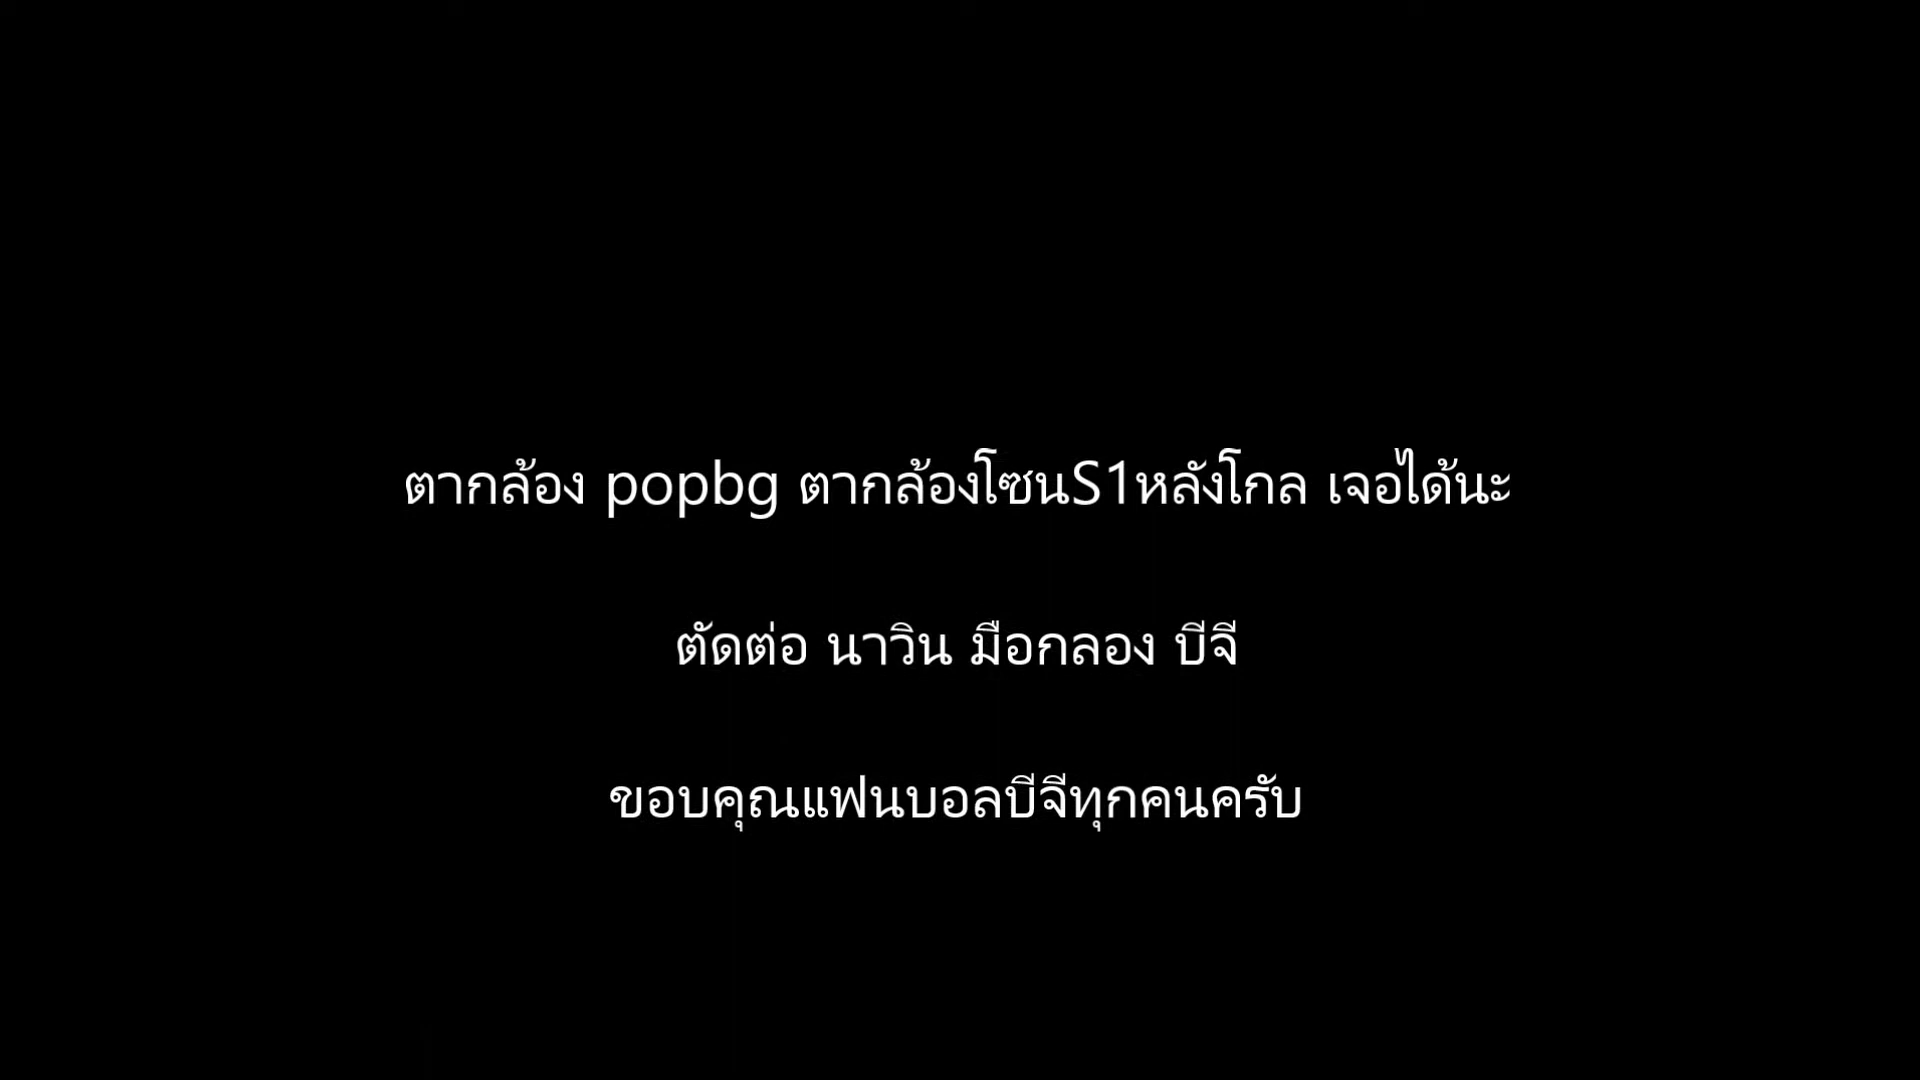 ตากล้อง popbg ตากล้องโซนS1หลังโกล เจอได้นะ
ตัดต่อ นาวิน มือกลอง บีจี
ขอบคุณแฟนบอลบีจีทุกคนครับ